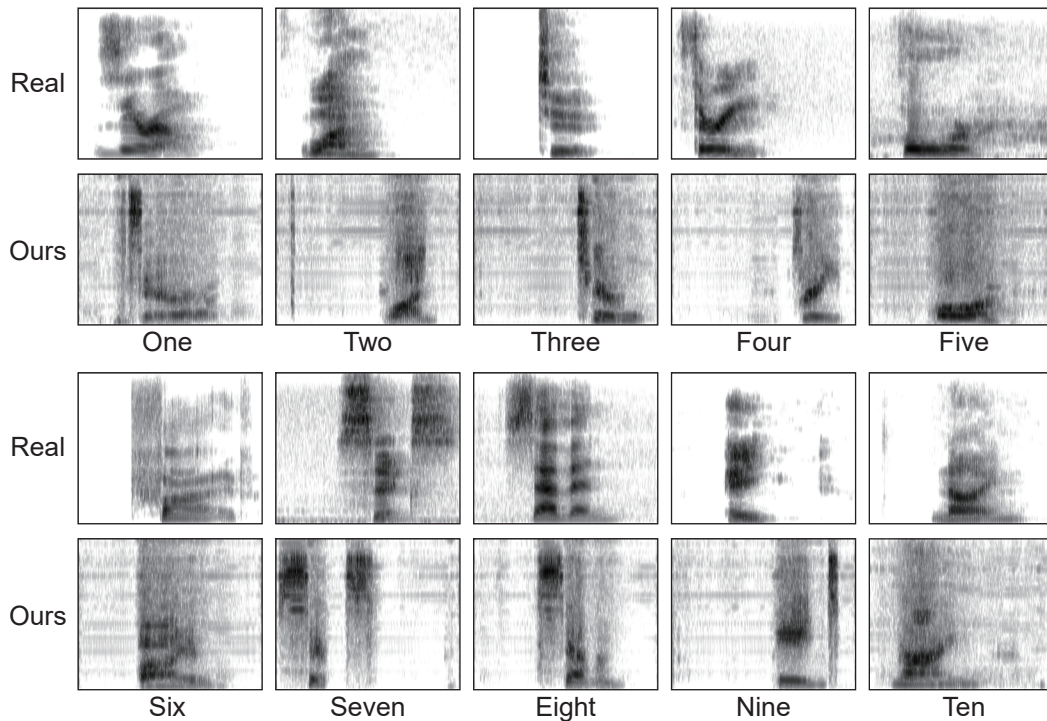 Real
Ours
One Two Three Four Five
Real
Ours
Six Seven Eight Nine Ten